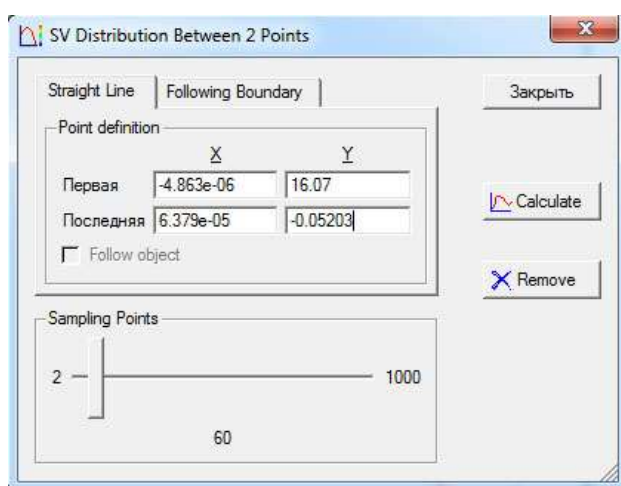 SV Distribution Between 2 Points
Straight Line Following Boundary
Закрыть
Point definition
X Y
Первая -4.863e-06 16.07
Последняя 6.379e-05 -0.05203
Follow object
Calculate
Remove
Sampling Points
2 1000
60